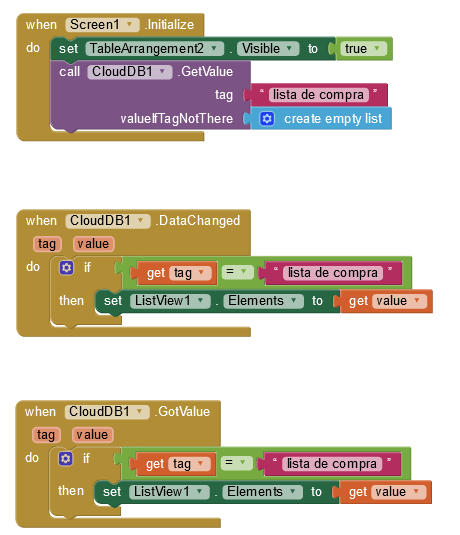 when Screen1 .Initialize
do set TableArrangement2 . Visible to true
call CloudDB1 .GetValue
tag " lista de compra "
valueIfTagNotThere create empty list
when CloudDB1 .DataChanged
tag value
do if get tag = " lista de compra "
then set ListView1 . Elements to get value
when CloudDB1 .GotValue
tag value
do if get tag = " lista de compra "
then set ListView1 . Elements to get value